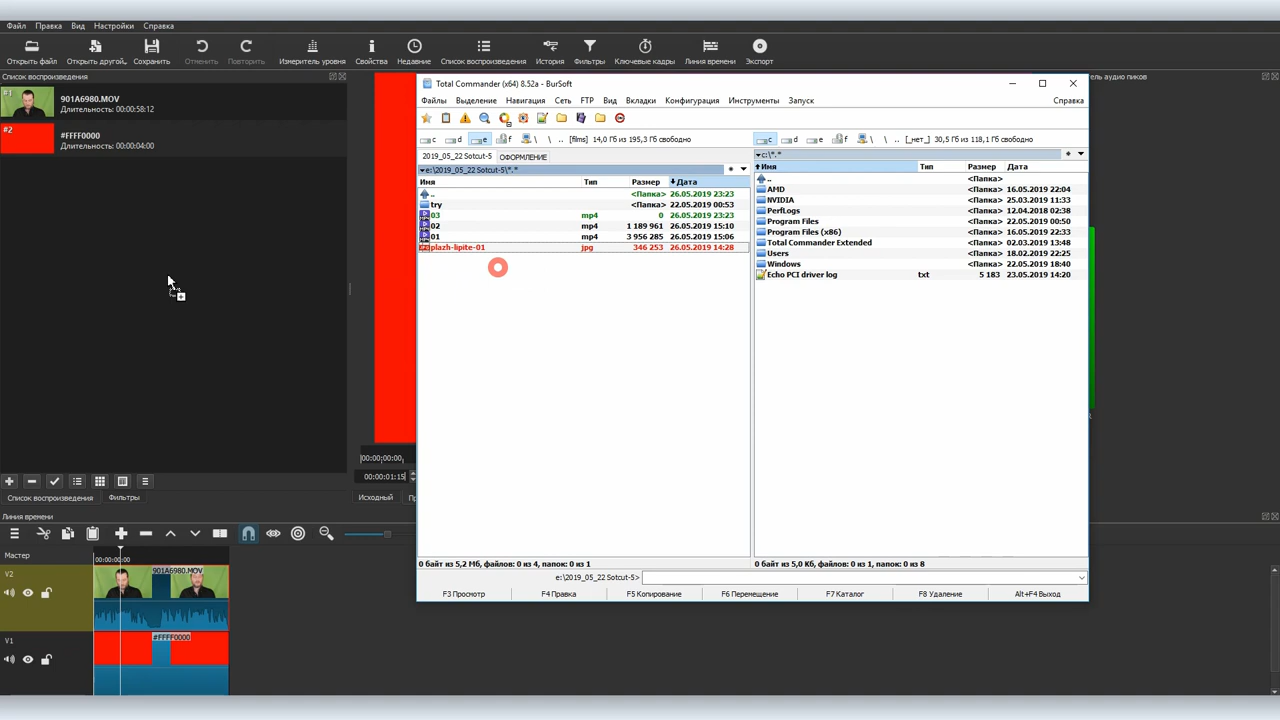 Файл Правка Вид Настройки Справка
Открыть файл Открыть другой.. Сохранить Отменить Повторить Измеритель уровня Свойства Недавние Список воспроизведения История Фильтры Ключевые кадры Линия времени Экспорт
Список воспроизведения
ель аудио пиков
#1 901A6980.MOV
Длительность: 00:00:58:12
#2 #FFFF0000
Длительность: 00:00:04:00
Total Commander (x64) 8.52a - BurSoft
Файлы Выделение Навигация Сеть FTP Вид Вкладки Конфигурация Инструменты Запуск Справка
c d e f \ \ .. [films] 14,0 Гб из 195,3 Гб свободно
c d e f \ \ .. [_нет_] 30,5 Гб из 118,1 Гб свободно
2019_05_22 Sotcut-5 ОФОРМЛЕНИЕ
e:\2019_05_22 Sotcut-5\*.*
c:\*.*
Имя Тип Размер Дата
.. <Папка> 26.05.2019 23:23
try <Папка> 22.05.2019 00:53
03 mp4 0 26.05.2019 23:23
02 mp4 1 189 961 26.05.2019 15:10
01 mp4 3 956 285 26.05.2019 15:06
plazh-lipite-01 jpg 346 253 26.05.2019 14:28
Имя Тип Размер Дата
.. <Папка>
AMD <Папка> 16.05.2019 22:04
NVIDIA <Папка> 25.03.2019 11:33
PerfLogs <Папка> 12.04.2018 02:38
Program Files <Папка> 22.05.2019 00:50
Program Files (x86) <Папка> 16.05.2019 22:33
Total Commander Extended <Папка> 02.03.2019 13:48
Users <Папка> 18.02.2019 22:25
Windows <Папка> 22.05.2019 18:40
Echo PCI driver log txt 5 183 23.05.2019 14:20
0 байт из 5,2 Мб, файлов: 0 из 4, папок: 0 из 1
0 байт из 5,0 Кб, файлов: 0 из 1, папок: 0 из 8
e:\2019_05_22 Sotcut-5>
F3 Просмотр F4 Правка F5 Копирование F6 Перемещение F7 Каталог F8 Удаление Alt+F4 Выход
00:00:00;00,
00:00:01:15
Исходный Пр
Список воспроизведения Фильтры
Линия времени
Мастер
00:00:00:00
V2
901A6980.MOV
V1
#FFFF0000